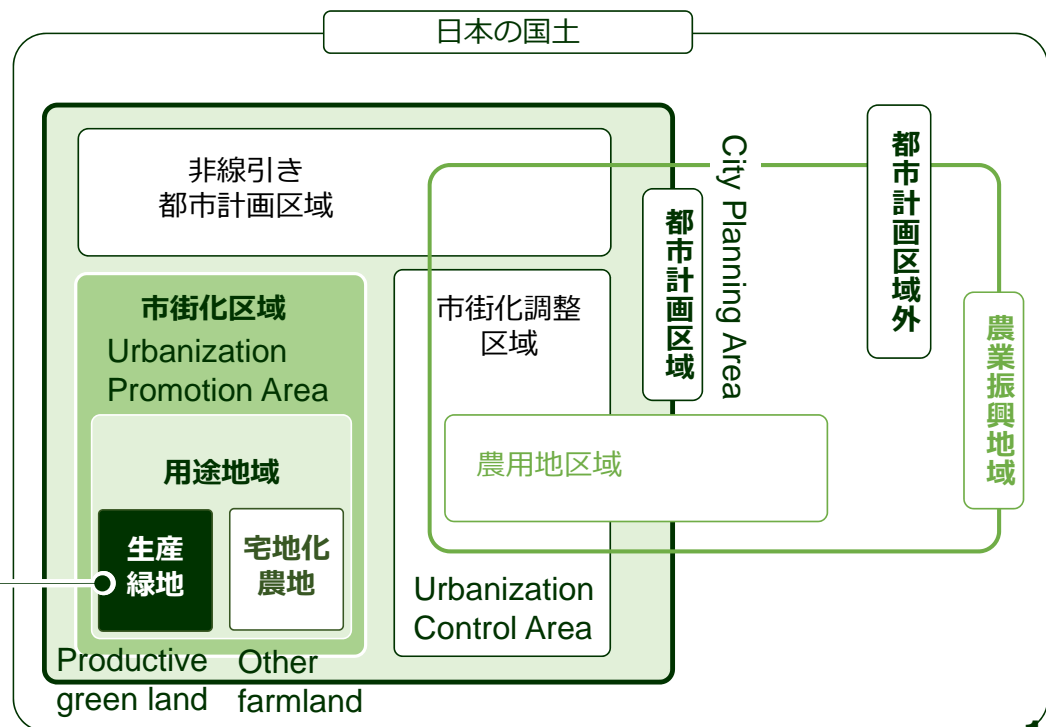 日本の国土
非線引き
都市計画区域
City Planning Area
都市計画区域
都市計画区域外
農業振興地域
市街化区域
Urbanization
Promotion Area
市街化調整
区域
用途地域
農用地区域
生産
緑地
宅地化
農地
Urbanization
Control Area
Productive
green land
Other
farmland